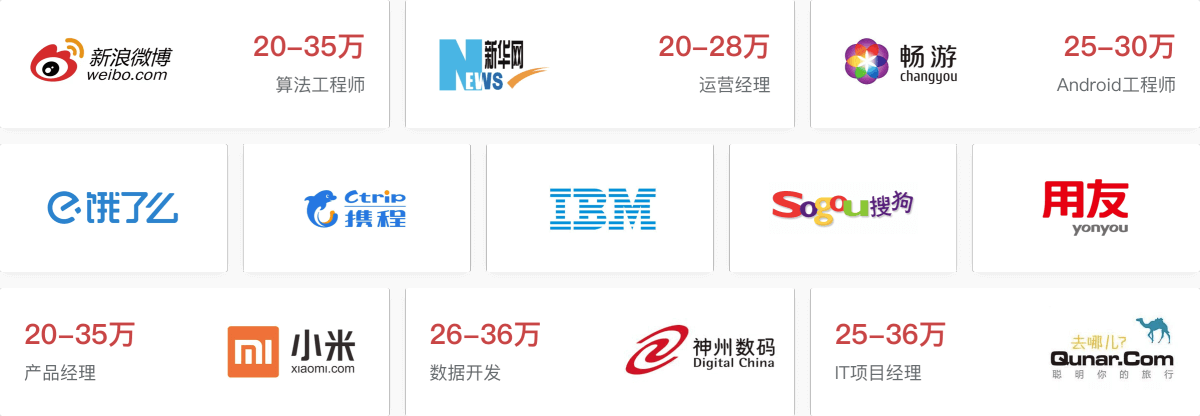 新浪微博
weibo.com
20-35万
算法工程师
新华网
NEWS
20-28万
运营经理
畅游
changyou
25-30万
Android工程师
e饿了么
Ctrip
携程
IBM
Sogou搜狗
用友
yonyou
20-35万
产品经理
mi
小米
xiaomi.com
26-36万
数据开发
神州数码
Digital China
25-36万
IT项目经理
去哪儿?
Qunar.Com
聪明你的旅行